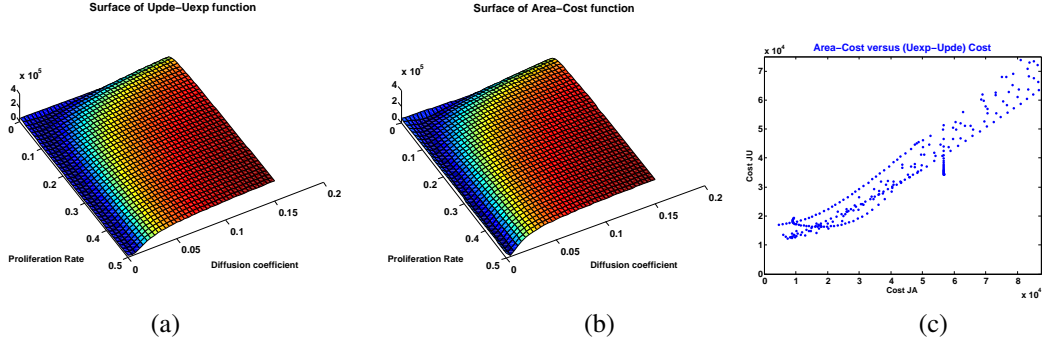 Surface of Upde−Uexp function
x 10^5
4
2
0
0
0.1
0.2
0.3
0.4
0.5
0
0.05
0.1
0.15
0.2
Proliferation Rate
Diffusion coefficient
(a)
Surface of Area−Cost function
x 10^5
4
2
0
0
0.1
0.2
0.3
0.4
0.5
0
0.05
0.1
0.15
0.2
Proliferation Rate
Diffusion coefficient
(b)
Area−Cost versus (Uexp−Upde) Cost
x 10^4
7
6
5
4
3
2
1
0
Cost JU
0 1 2 3 4 5 6 7 8
Cost JA
x 10^4
(c)